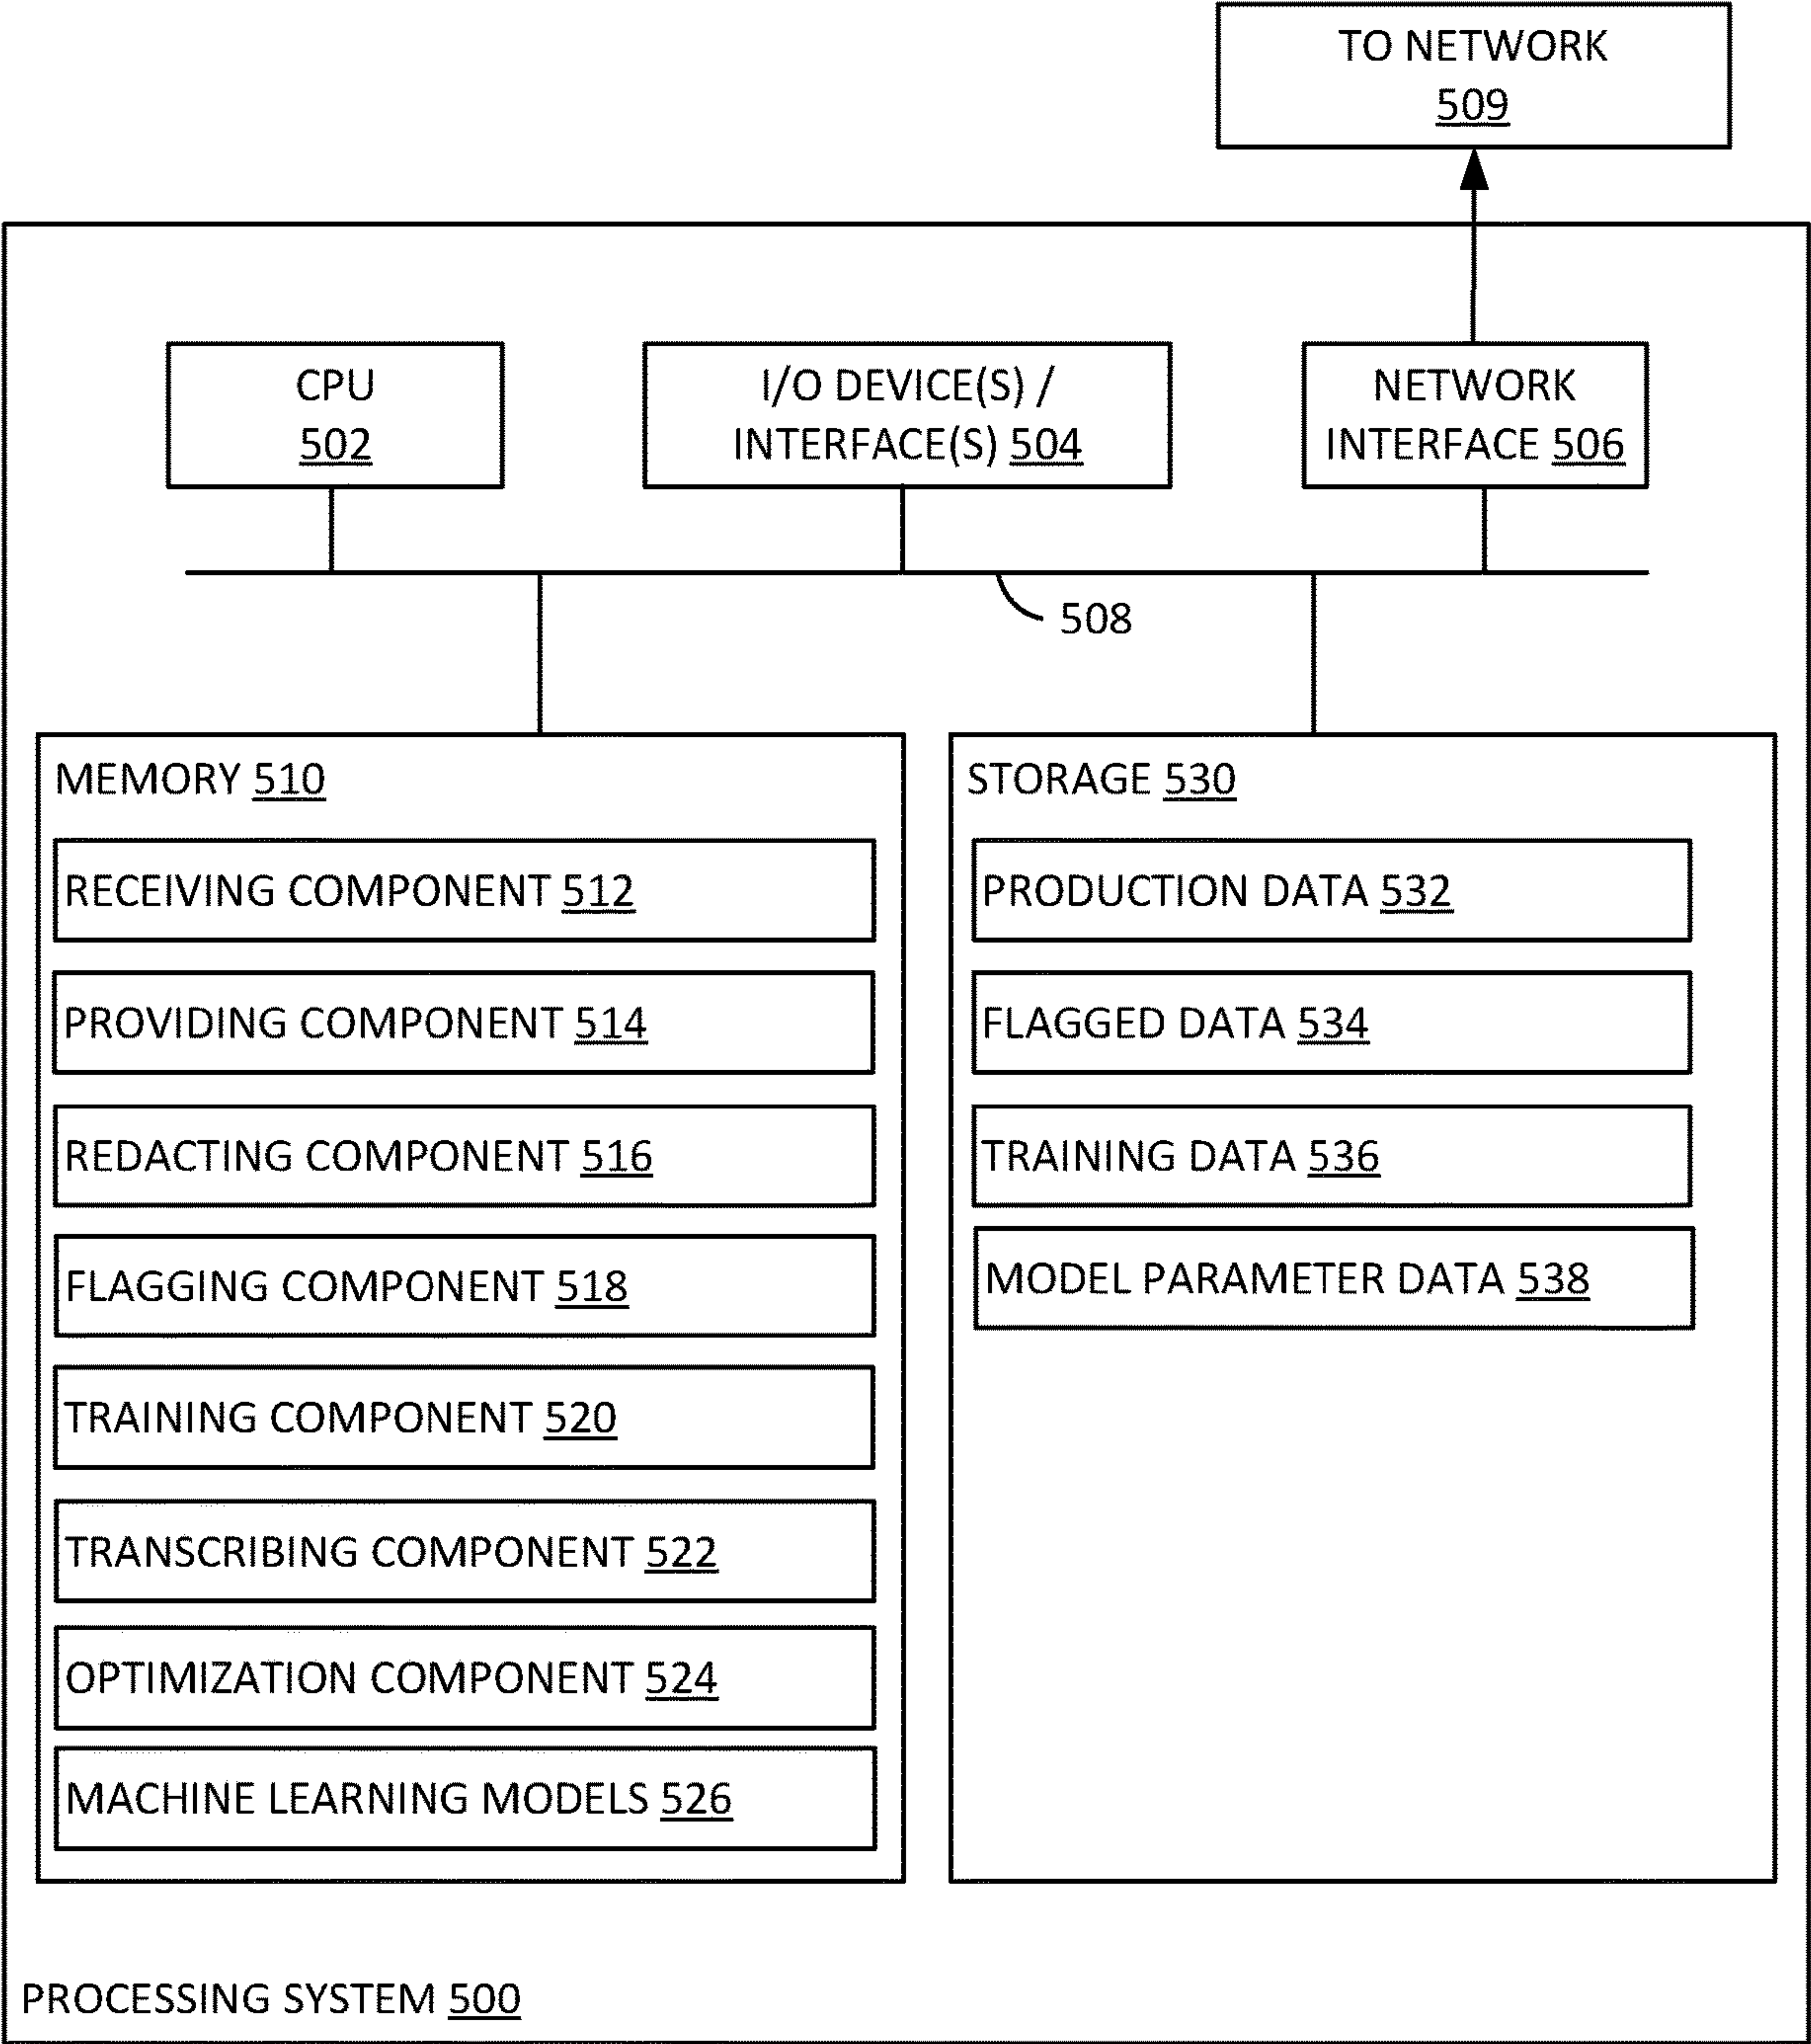 TO NETWORK
509
CPU
502
I/O DEVICE(S) /
INTERFACE(S) 504
NETWORK
INTERFACE 506
508
MEMORY 510
RECEIVING COMPONENT 512
PROVIDING COMPONENT 514
REDACTING COMPONENT 516
FLAGGING COMPONENT 518
TRAINING COMPONENT 520
TRANSCRIBING COMPONENT 522
OPTIMIZATION COMPONENT 524
MACHINE LEARNING MODELS 526
STORAGE 530
PRODUCTION DATA 532
FLAGGED DATA 534
TRAINING DATA 536
MODEL PARAMETER DATA 538
PROCESSING SYSTEM 500